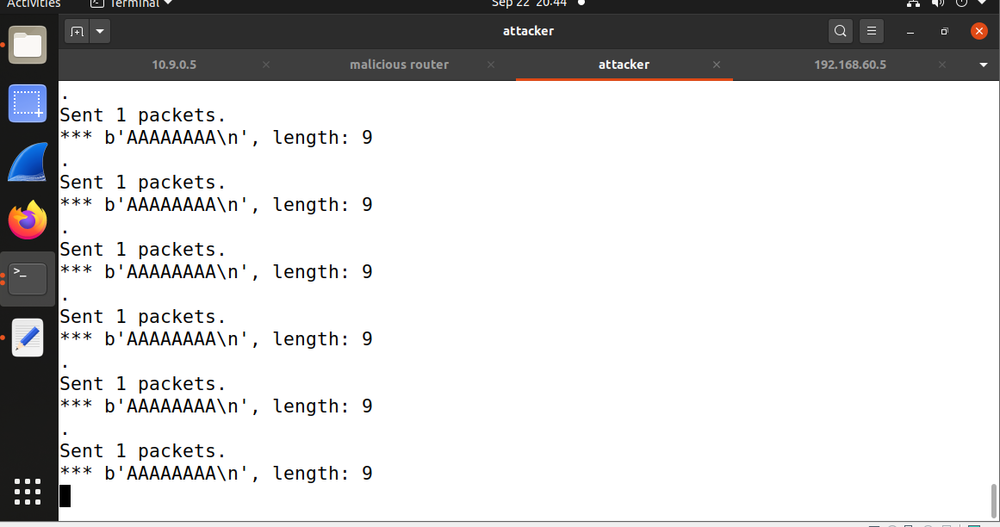 Activities
Terminal
Sep 22 20:44
attacker
10.9.0.5
malicious router
attacker
192.168.60.5
.
Sent 1 packets.
*** b'AAAAAAAA\n', length: 9
.
Sent 1 packets.
*** b'AAAAAAAA\n', length: 9
.
Sent 1 packets.
*** b'AAAAAAAA\n', length: 9
.
Sent 1 packets.
*** b'AAAAAAAA\n', length: 9
.
Sent 1 packets.
*** b'AAAAAAAA\n', length: 9
.
Sent 1 packets.
*** b'AAAAAAAA\n', length: 9